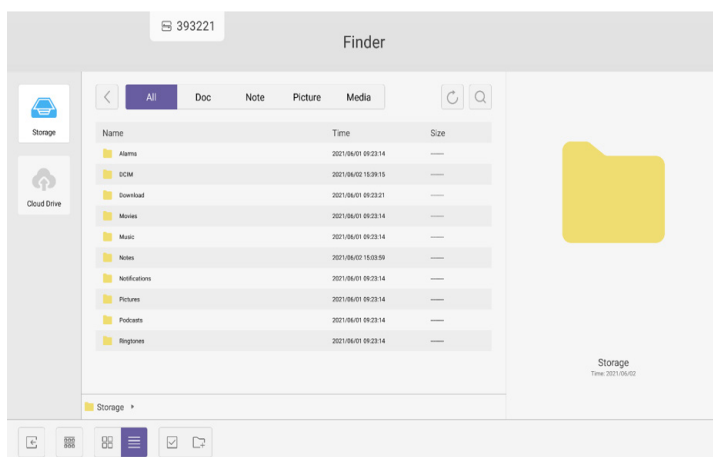 393221
Finder
Storage
Cloud Drive
All Doc Note Picture Media
Name Time Size
Alarms 2021/06/01 09:23:14 ----
DCIM 2021/06/02 15:39:15 ----
Download 2021/06/01 09:23:21 ----
Movies 2021/06/01 09:23:14 ----
Music 2021/06/01 09:23:14 ----
Notes 2021/06/02 15:03:59 ----
Notifications 2021/06/01 09:23:14 ----
Pictures 2021/06/01 09:23:14 ----
Podcasts 2021/06/01 09:23:14 ----
Ringtones 2021/06/01 09:23:14 ----
Storage
Time: 2021/06/02
Storage